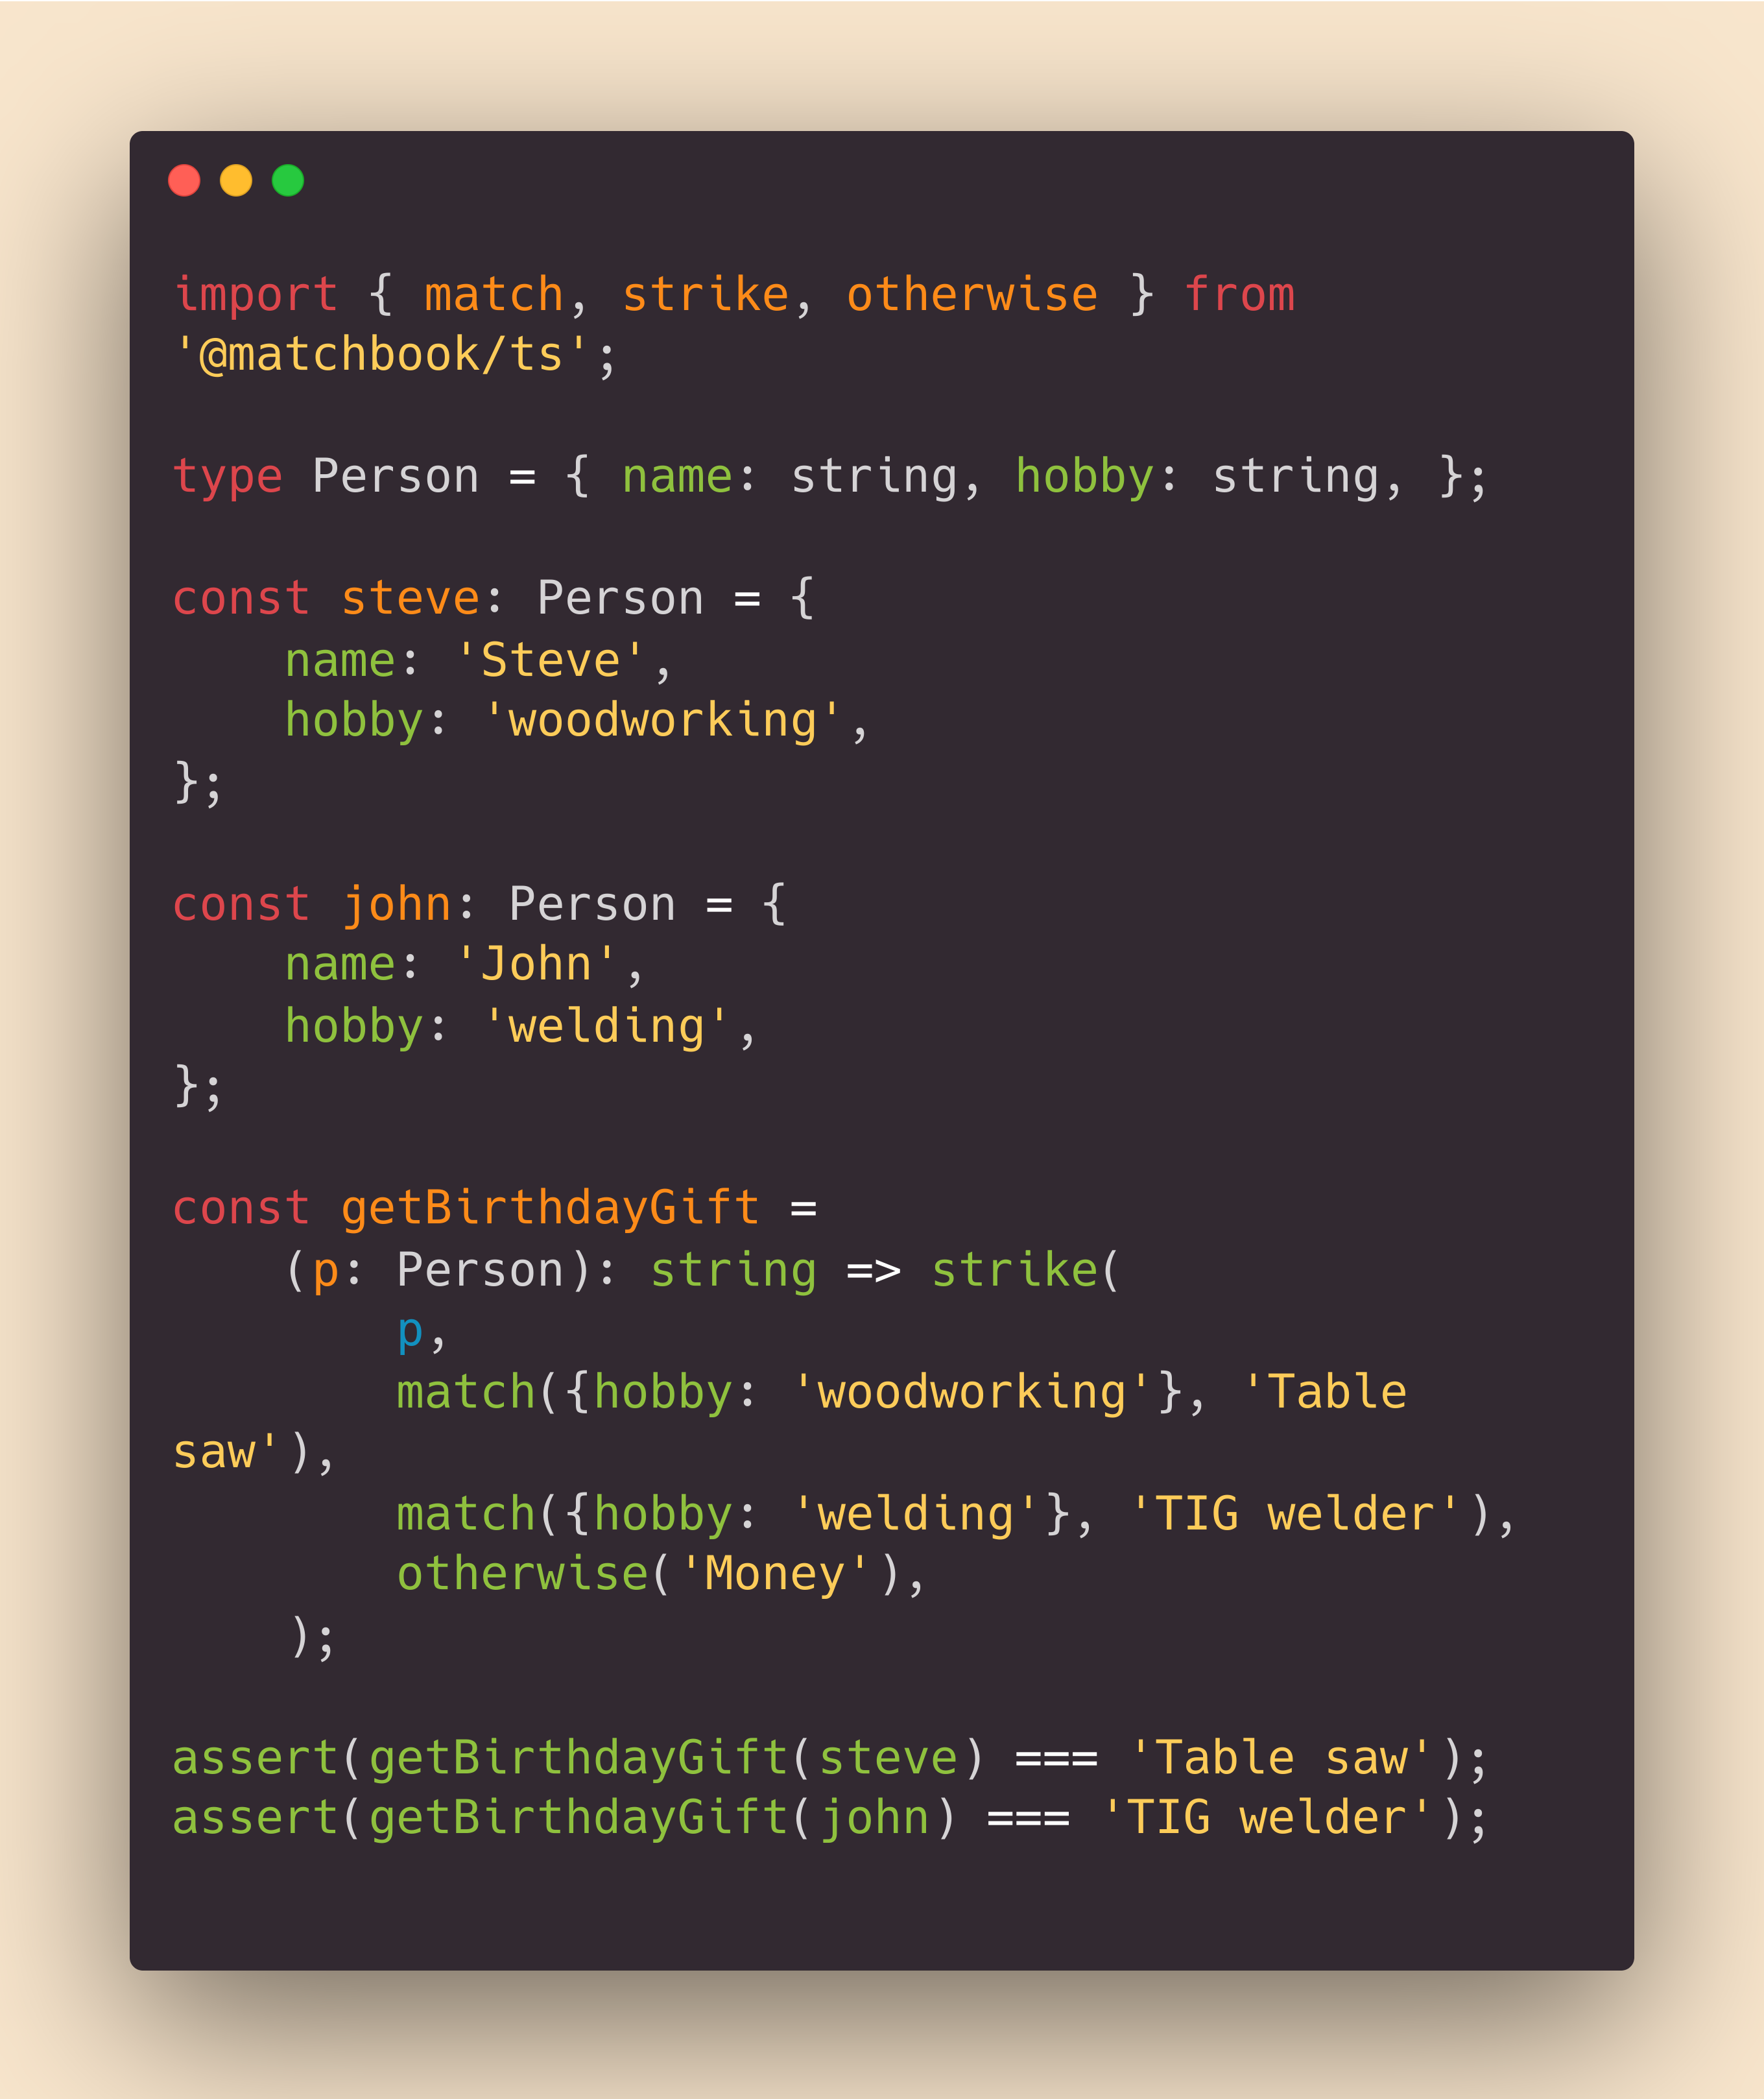 import { match, strike, otherwise } from
'@matchbook/ts';

type Person = { name: string, hobby: string, };

const steve: Person = {
    name: 'Steve',
    hobby: 'woodworking',
};

const john: Person = {
    name: 'John',
    hobby: 'welding',
};

const getBirthdayGift =
    (p: Person): string => strike(
        p,
        match({hobby: 'woodworking'}, 'Table
saw'),
        match({hobby: 'welding'}, 'TIG welder'),
        otherwise('Money'),
    );

assert(getBirthdayGift(steve) === 'Table saw');
assert(getBirthdayGift(john) === 'TIG welder');